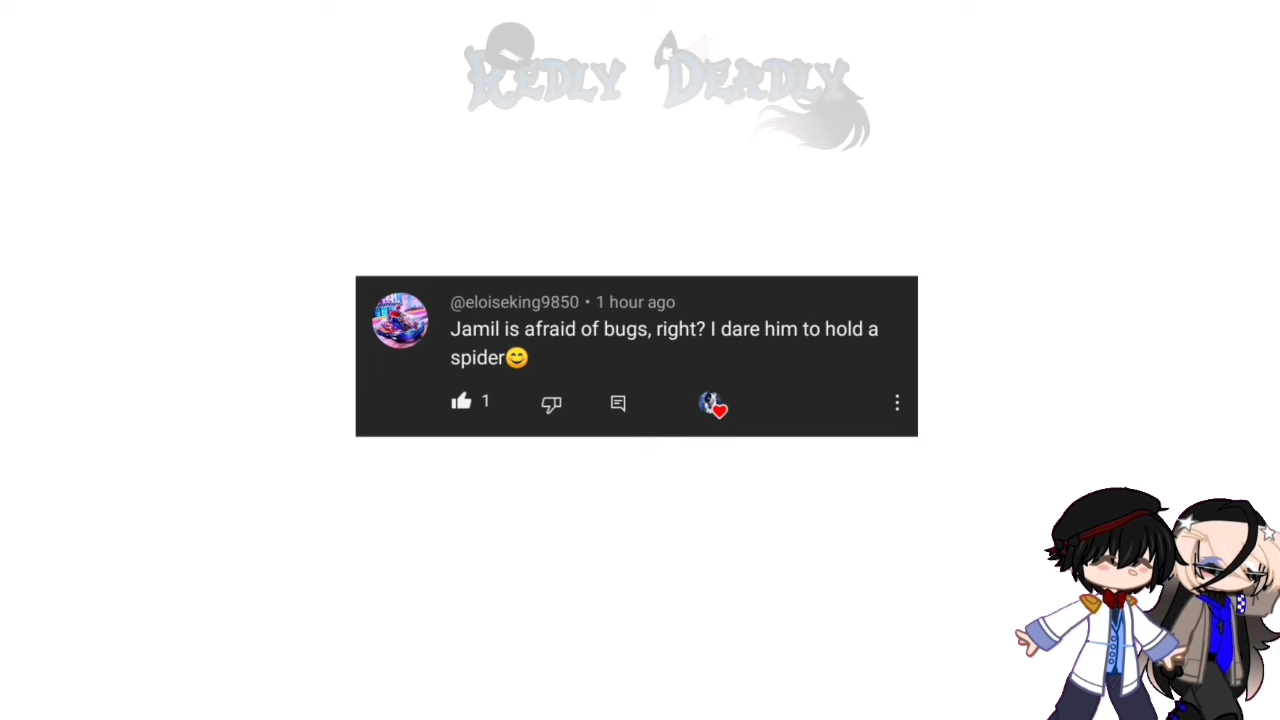 Redly Deadly
@eloiseking9850 • 1 hour ago
Jamil is afraid of bugs, right? I dare him to hold a
spider😊
1